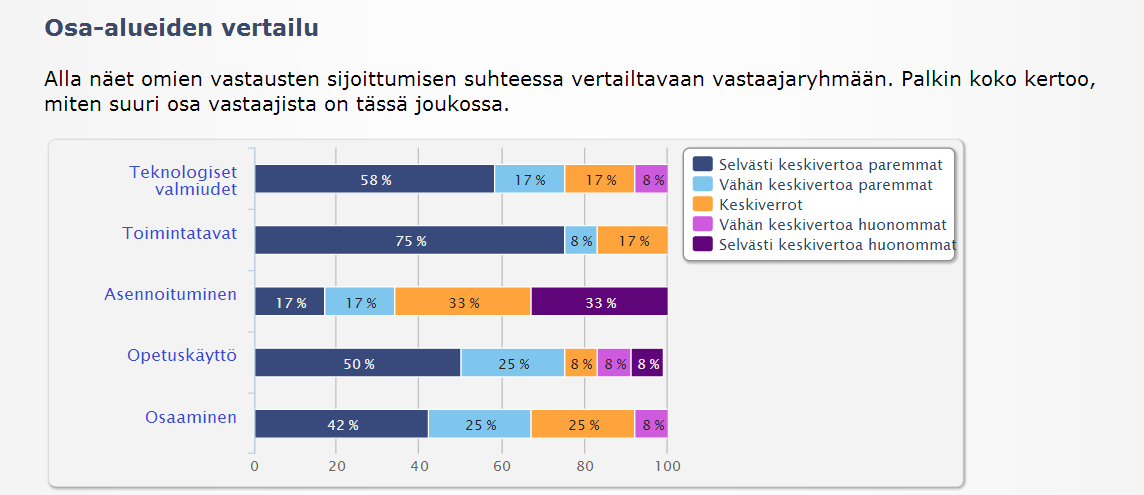 Osa-alueiden vertailu
Alla näet omien vastausten sijoittumisen suhteessa vertailtavaan vastaajaryhmään. Palkin koko kertoo,
miten suuri osa vastaajista on tässä joukossa.
Teknologiset
valmiudet
58 % 17 % 17 % 8 %
Toimintatavat
75 % 8 % 17 %
Asennoituminen
17 % 17 % 33 % 33 %
Opetuskäyttö
50 % 25 % 8 % 8 % 8 %
Osaaminen
42 % 25 % 25 % 8 %
0 20 40 60 80 100
Selvästi keskivertoa paremmat
Vähän keskivertoa paremmat
Keskiverrot
Vähän keskivertoa huonommat
Selvästi keskivertoa huonommat